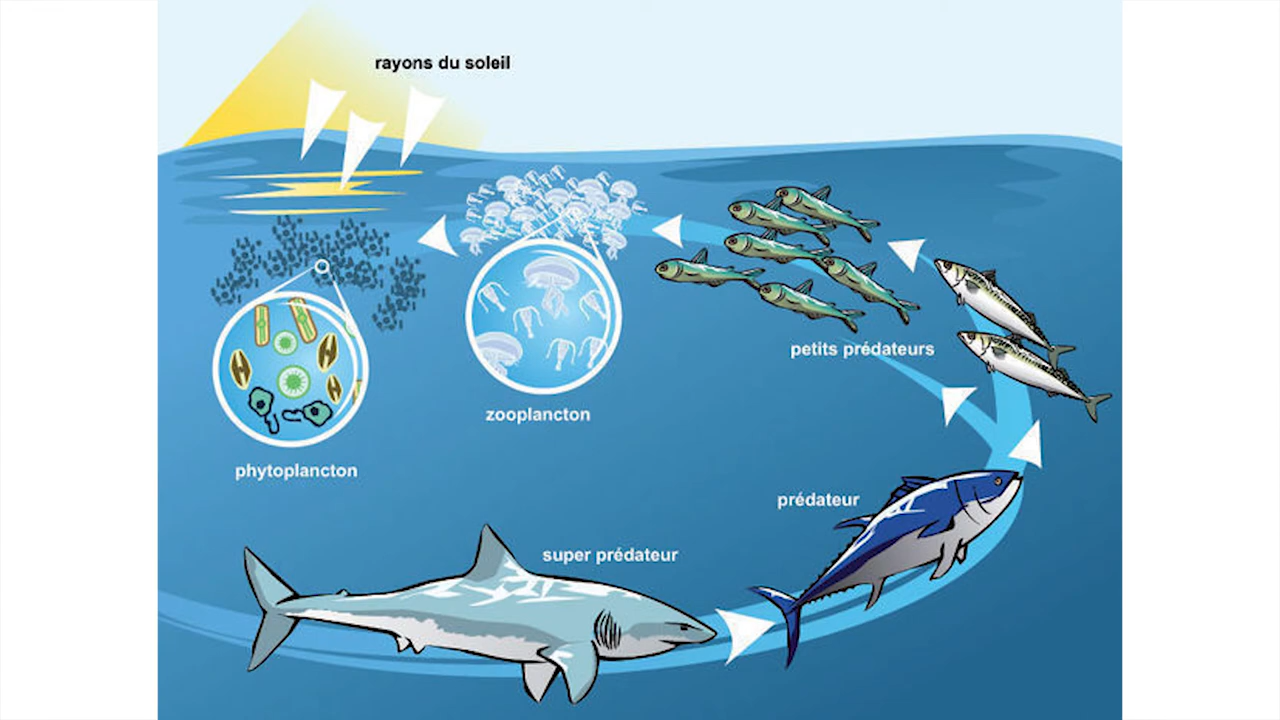 rayons du soleil
petits prédateurs
zooplancton
phytoplancton
prédateur
super prédateur